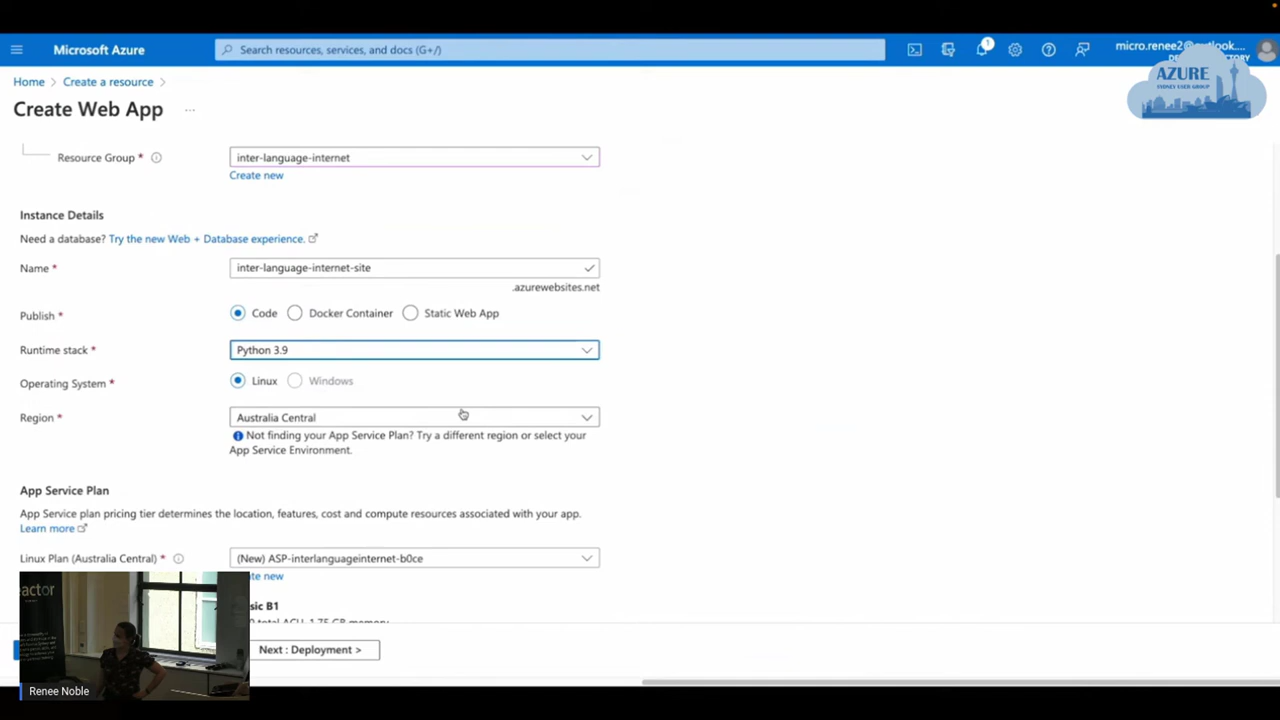 Microsoft Azure
Search resources, services, and docs (G+/)
1
micro.renee2@outlook....
AZURE
SYDNEY USER GROUP
Home > Create a resource >
Create Web App ...
Resource Group *
inter-language-internet
Create new
Instance Details
Need a database? Try the new Web + Database experience.
Name *
inter-language-internet-site
.azurewebsites.net
Publish *
Code
Docker Container
Static Web App
Runtime stack *
Python 3.9
Operating System *
Linux
Windows
Region *
Australia Central
Not finding your App Service Plan? Try a different region or select your
App Service Environment.
App Service Plan
App Service plan pricing tier determines the location, features, cost and compute resources associated with your app.
Learn more
Linux Plan (Australia Central) *
(New) ASP-interlanguageinternet-b0ce
Next : Deployment >
actor
Renee Noble